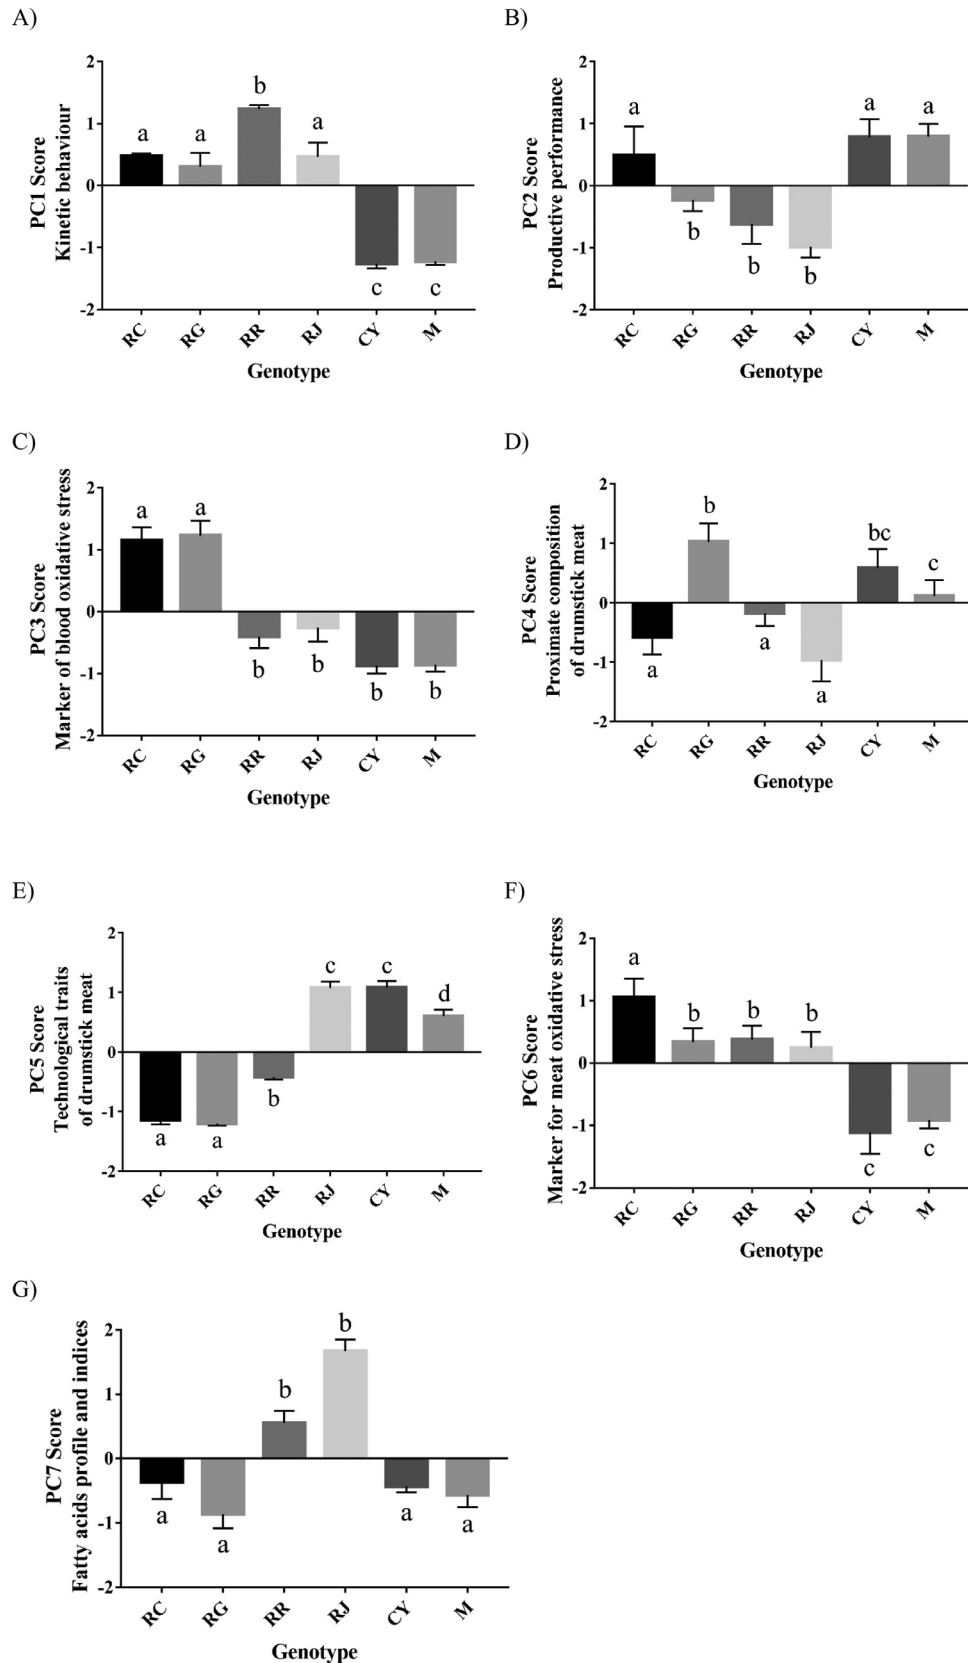 A)
PC1 Score
Kinetic behaviour
2
1
0
-1
-2
a
a
b
a
c
c
RC
RG
RR
RJ
CY
M
Genotype
B)
PC2 Score
Productive performance
2
1
0
-1
-2
a
b
b
b
a
a
RC
RG
RR
RJ
CY
M
Genotype
C)
PC3 Score
Marker of blood oxidative stress
2
1
0
-1
-2
a
a
b
b
b
b
RC
RG
RR
RJ
CY
M
Genotype
D)
PC4 Score
Proximate composition
of drumstick meat
2
1
0
-1
-2
a
b
a
a
bc
c
RC
RG
RR
RJ
CY
M
Genotype
E)
PC5 Score
Technological traits
of drumstick meat
2
1
0
-1
-2
a
a
b
c
c
d
RC
RG
RR
RJ
CY
M
Genotype
F)
PC6 Score
Marker for meat oxidative stress
2
1
0
-1
-2
a
b
b
b
c
c
RC
RG
RR
RJ
CY
M
Genotype
G)
PC7 Score
Fatty acids profile and indices
2
1
0
-1
-2
a
a
b
b
a
a
RC
RG
RR
RJ
CY
M
Genotype